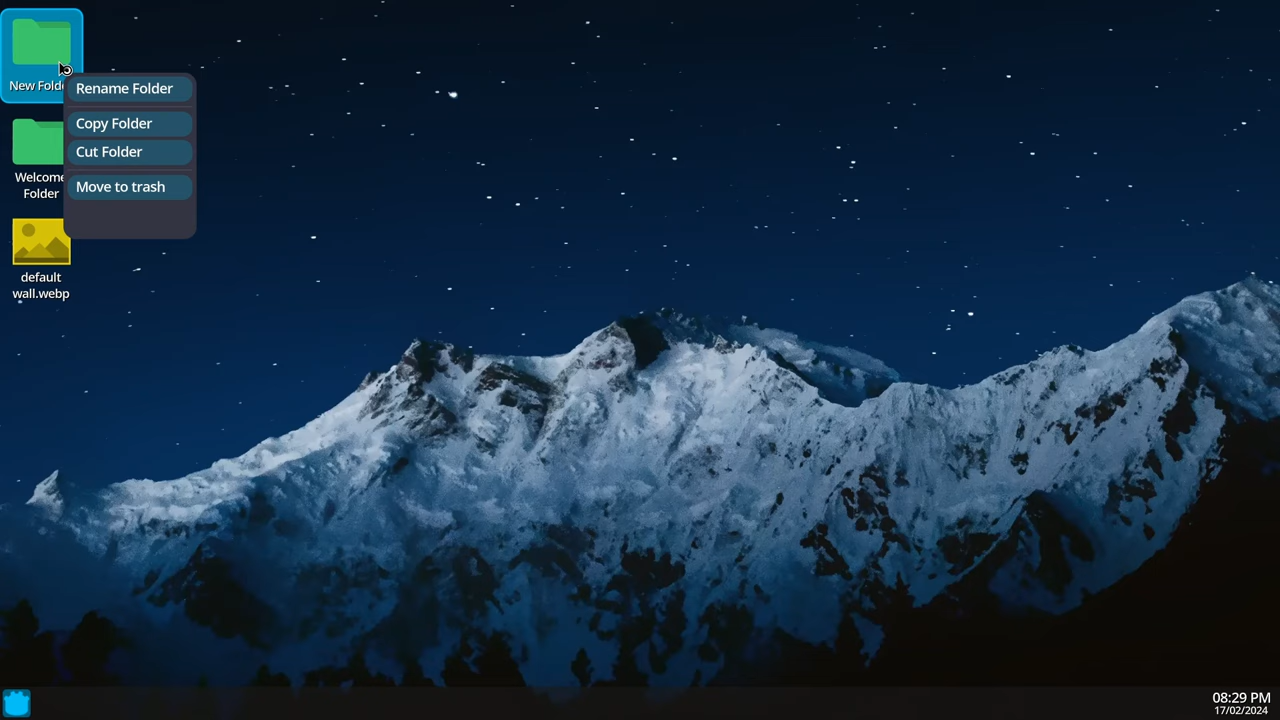 New Fold
Rename Folder
Copy Folder
Cut Folder
Move to trash
Welcome
Folder
default
wall.webp
08:29 PM
17/02/2024